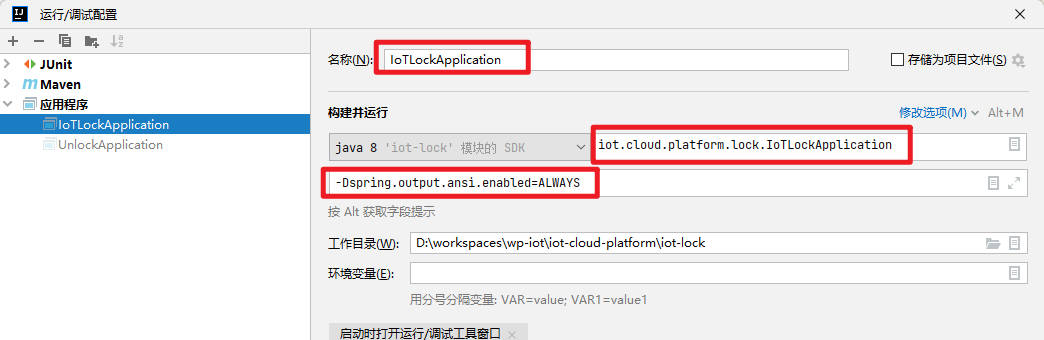 运行/调试配置
JUnit
Maven
应用程序
IoTLockApplication
UnlockApplication
名称(N): IoTLockApplication 存储为项目文件(S)
构建并运行 修改选项(M) Alt+M
java 8 'iot-lock' 模块的 SDK iot.cloud.platform.lock.IoTLockApplication
-Dspring.output.ansi.enabled=ALWAYS
按 Alt 获取字段提示
工作目录(W): D:\workspaces\wp-iot\iot-cloud-platform\iot-lock
环境变量(E):
用分号分隔变量: VAR=value; VAR1=value1
启动时打开运行/调试工具窗口